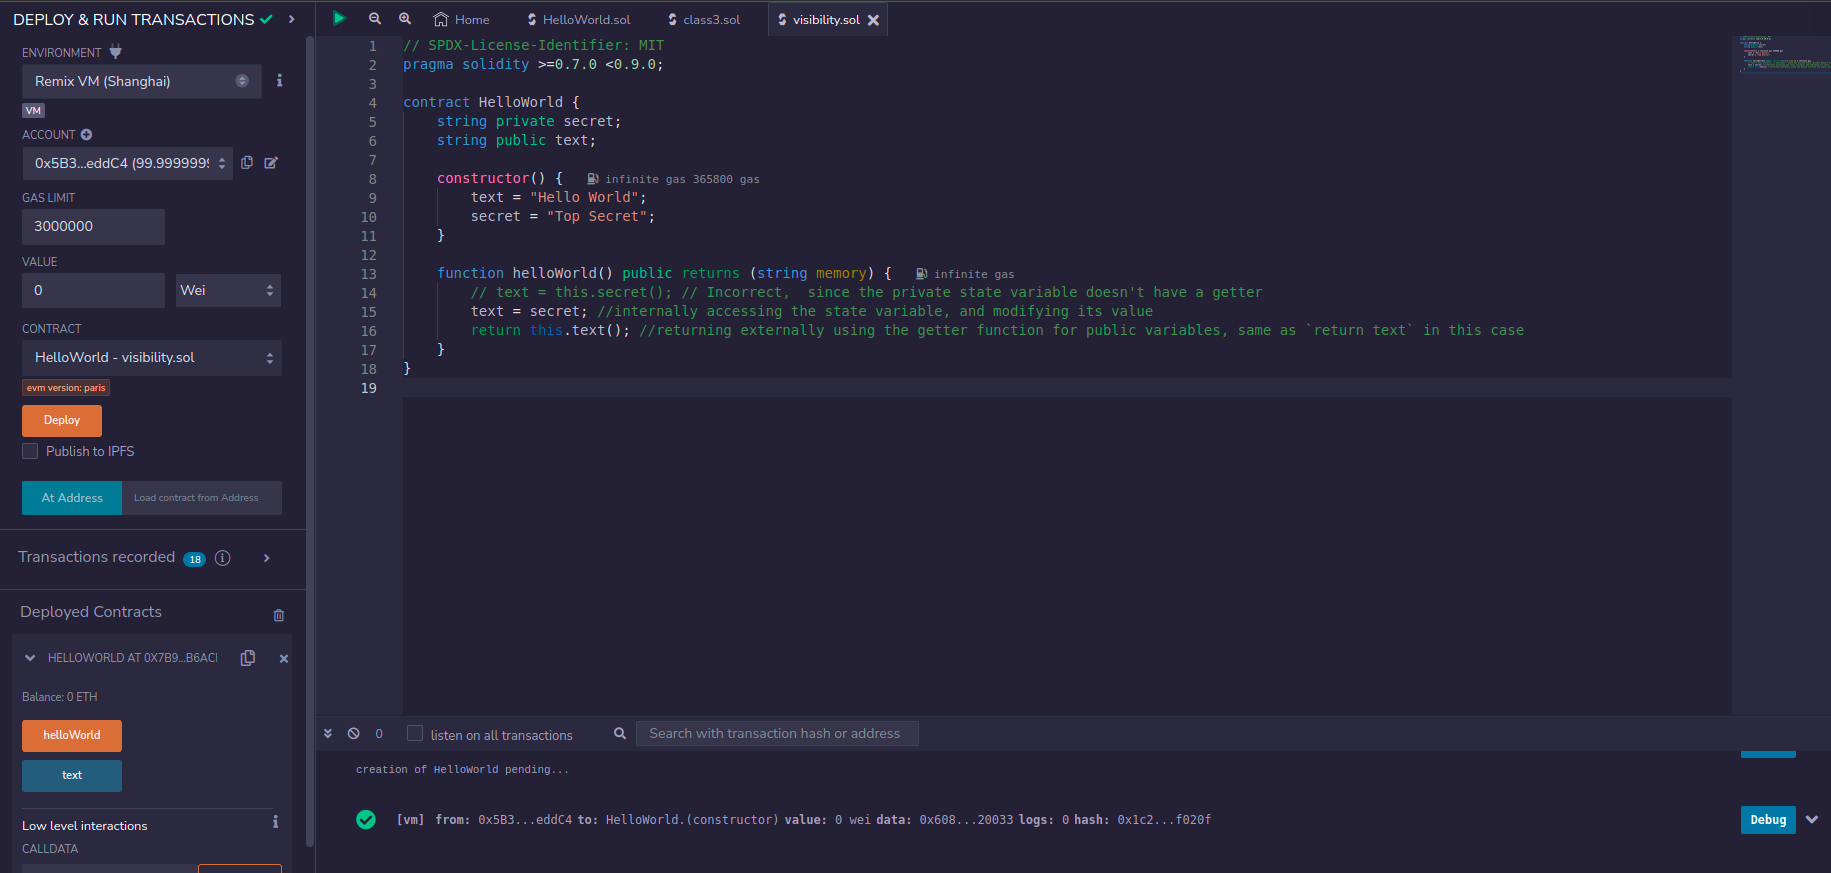 DEPLOY & RUN TRANSACTIONS
ENVIRONMENT
Remix VM (Shanghai)
VM
ACCOUNT
0x5B3...eddC4 (99.9999999
GAS LIMIT
3000000
VALUE
0
Wei
CONTRACT
HelloWorld - visibility.sol
evm version: paris
Deploy
Publish to IPFS
At Address
Load contract from Address
Transactions recorded 18
Deployed Contracts
HELLOWORLD AT 0X7B9...B6ACI
Balance: 0 ETH
helloWorld
text
Low level interactions
CALLDATA
Home HelloWorld.sol class3.sol visibility.sol
1 // SPDX-License-Identifier: MIT
2 pragma solidity >=0.7.0 <0.9.0;
3
4 contract HelloWorld {
5 string private secret;
6 string public text;
7
8 constructor() { infinite gas 365800 gas
9 text = "Hello World";
10 secret = "Top Secret";
11 }
12
13 function helloWorld() public returns (string memory) { infinite gas
14 // text = this.secret(); // Incorrect,  since the private state variable doesn't have a getter
15 text = secret; //internally accessing the state variable, and modifying its value
16 return this.text(); //returning externally using the getter function for public variables, same as `return text` in this case
17 }
18 }
19
0 listen on all transactions Search with transaction hash or address
creation of HelloWorld pending...
[vm] from: 0x5B3...eddC4 to: HelloWorld.(constructor) value: 0 wei data: 0x608...20033 logs: 0 hash: 0x1c2...f020f
Debug